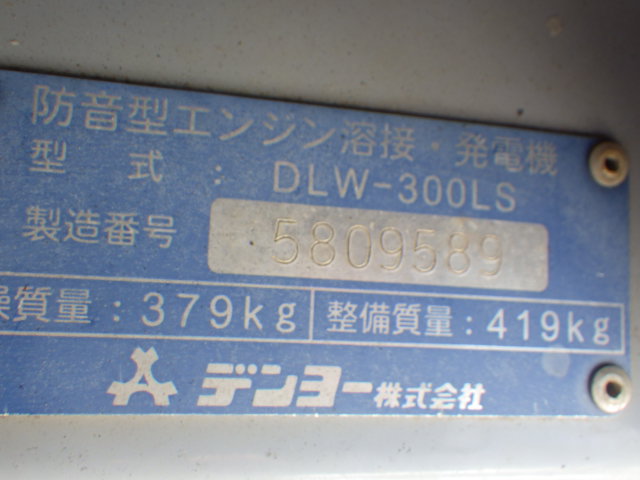 防音型エンジン溶接・発電機
型式：DLW-300LS
製造番号 5809589
燥質量：379kg 整備質量：419kg
デンヨー株式会社